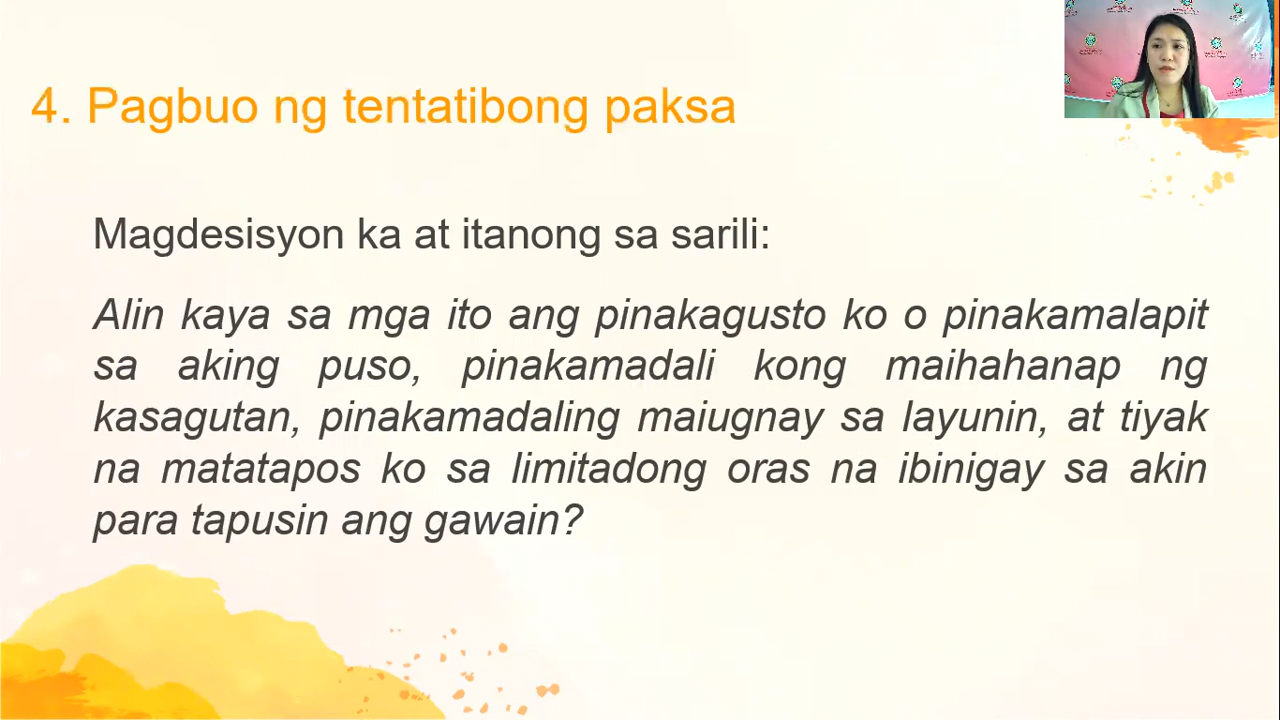 4. Pagbuo ng tentatibong paksa
Magdesisyon ka at itanong sa sarili:
Alin kaya sa mga ito ang pinakagusto ko o pinakamalapit
sa aking puso, pinakamadali kong maihahanap ng
kasagutan, pinakamadaling maiugnay sa layunin, at tiyak
na matatapos ko sa limitadong oras na ibinigay sa akin
para tapusin ang gawain?